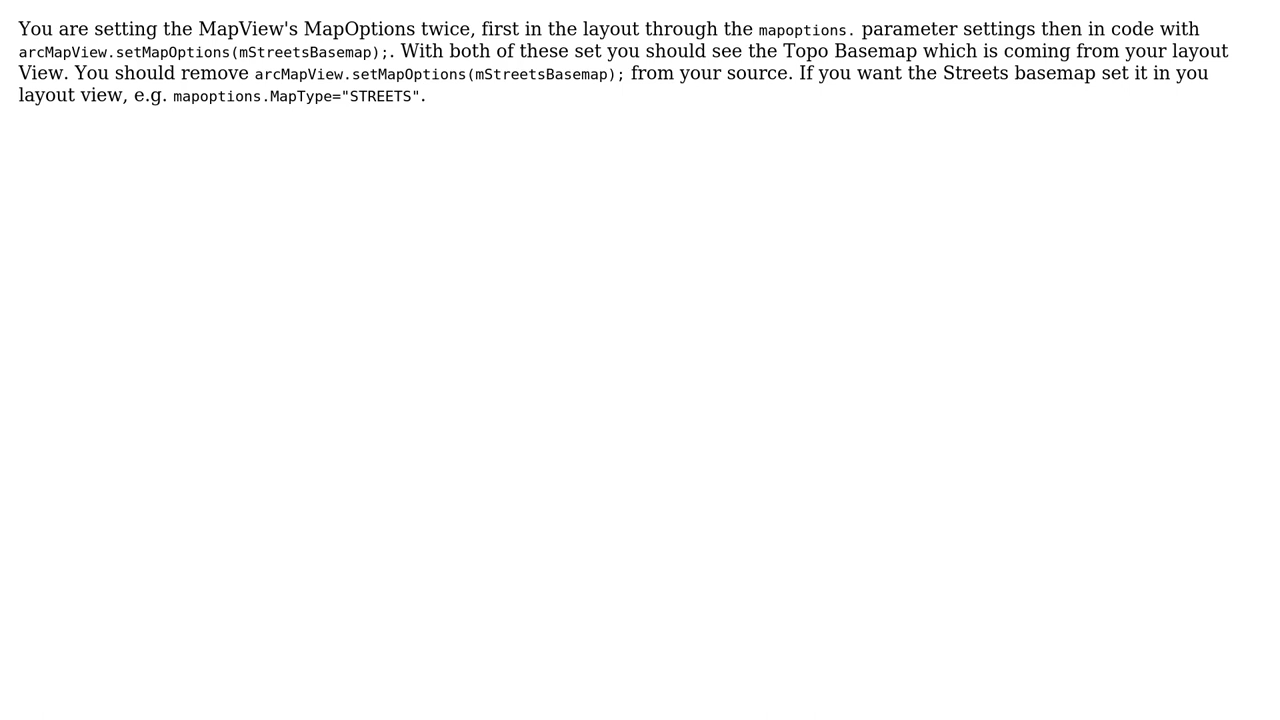 You are setting the MapView's MapOptions twice, first in the layout through the mapoptions. parameter settings then in code with
arcMapView.setMapOptions(mStreetsBasemap);. With both of these set you should see the Topo Basemap which is coming from your layout
View. You should remove arcMapView.setMapOptions(mStreetsBasemap); from your source. If you want the Streets basemap set it in you
layout view, e.g. mapoptions.MapType="STREETS".